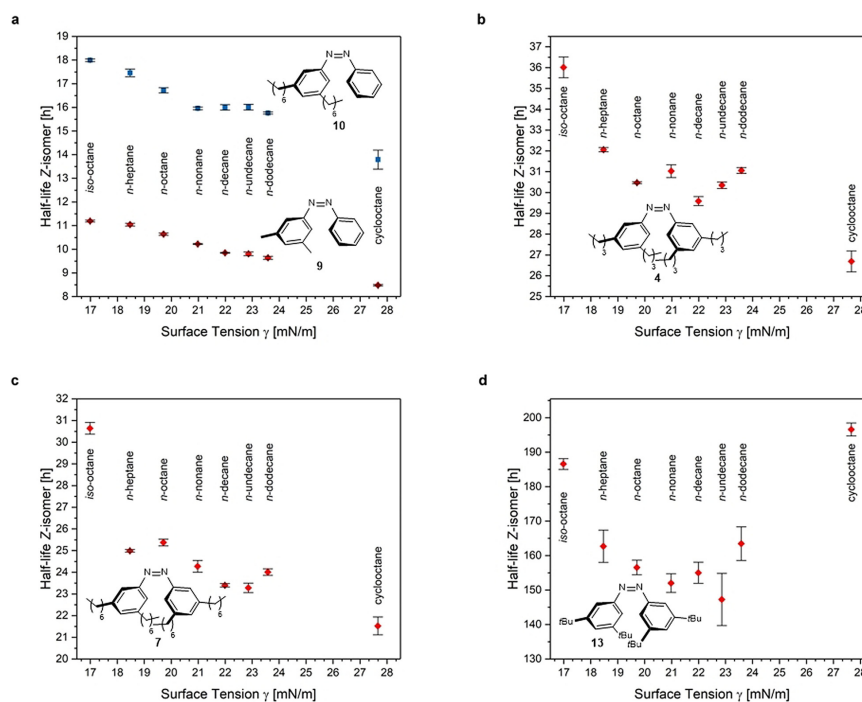 a
Half-life Z-isomer [h]
19
18
17
16
15
14
13
12
11
10
9
8
iso-octane
n-heptane
n-octane
n-nonane
n-decane
n-undecane
n-dodecane
cyclooctane
N=N
( )6
( )6
10
N=N
9
17 18 19 20 21 22 23 24 25 26 27 28
Surface Tension γ [mN/m]
b
Half-life Z-isomer [h]
37
36
35
34
33
32
31
30
29
28
27
26
25
iso-octane
n-heptane
n-octane
n-nonane
n-decane
n-undecane
n-dodecane
cyclooctane
N=N
( )3
( )3
( )3
( )3
4
17 18 19 20 21 22 23 24 25 26 27 28
Surface Tension γ [mN/m]
c
Half-life Z-isomer [h]
32
31
30
29
28
27
26
25
24
23
22
21
20
iso-octane
n-heptane
n-octane
n-nonane
n-decane
n-undecane
n-dodecane
cyclooctane
N=N
( )6
( )6
( )6
( )6
7
17 18 19 20 21 22 23 24 25 26 27 28
Surface Tension γ [mN/m]
d
Half-life Z-isomer [h]
200
190
180
170
160
150
140
130
iso-octane
n-heptane
n-octane
n-nonane
n-decane
n-undecane
n-dodecane
cyclooctane
N=N
tBu
tBu
tBu
tBu
13
17 18 19 20 21 22 23 24 25 26 27 28
Surface Tension γ [mN/m]